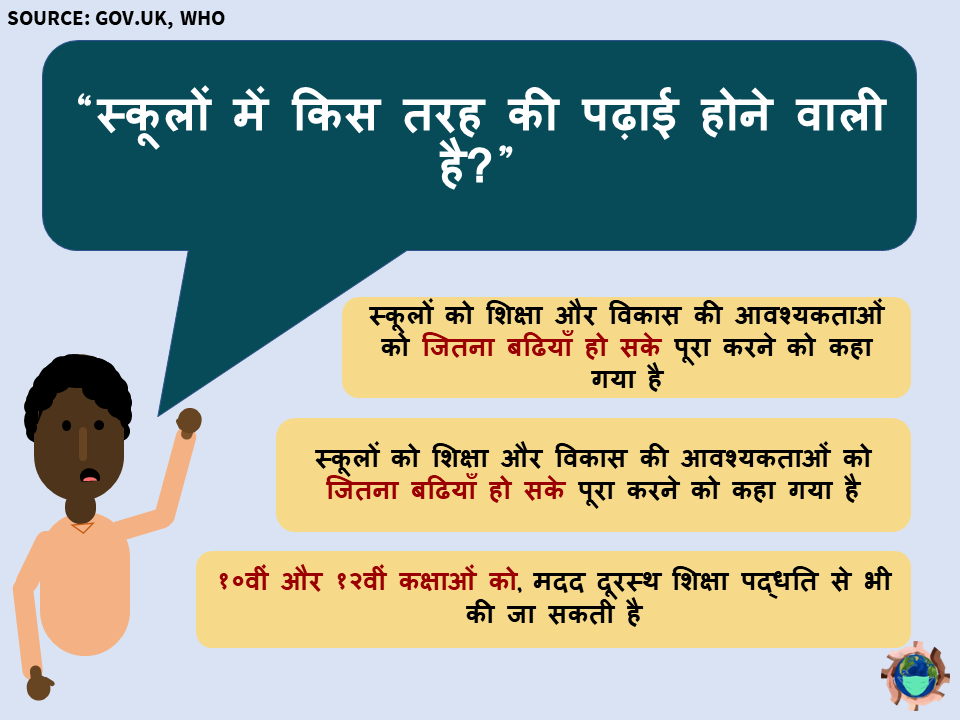 SOURCE: GOV.UK, WHO
“स्कूलों में किस तरह की पढ़ाई होने वाली
है?”
स्कूलों को शिक्षा और विकास की आवश्यकताओं
को जितना बढियाँ हो सके पूरा करने को कहा
गया है
स्कूलों को शिक्षा और विकास की आवश्यकताओं को
जितना बढियाँ हो सके पूरा करने को कहा गया है
१०वीं और १२वीं कक्षाओं को, मदद दूरस्थ शिक्षा पद्धति से भी
की जा सकती है